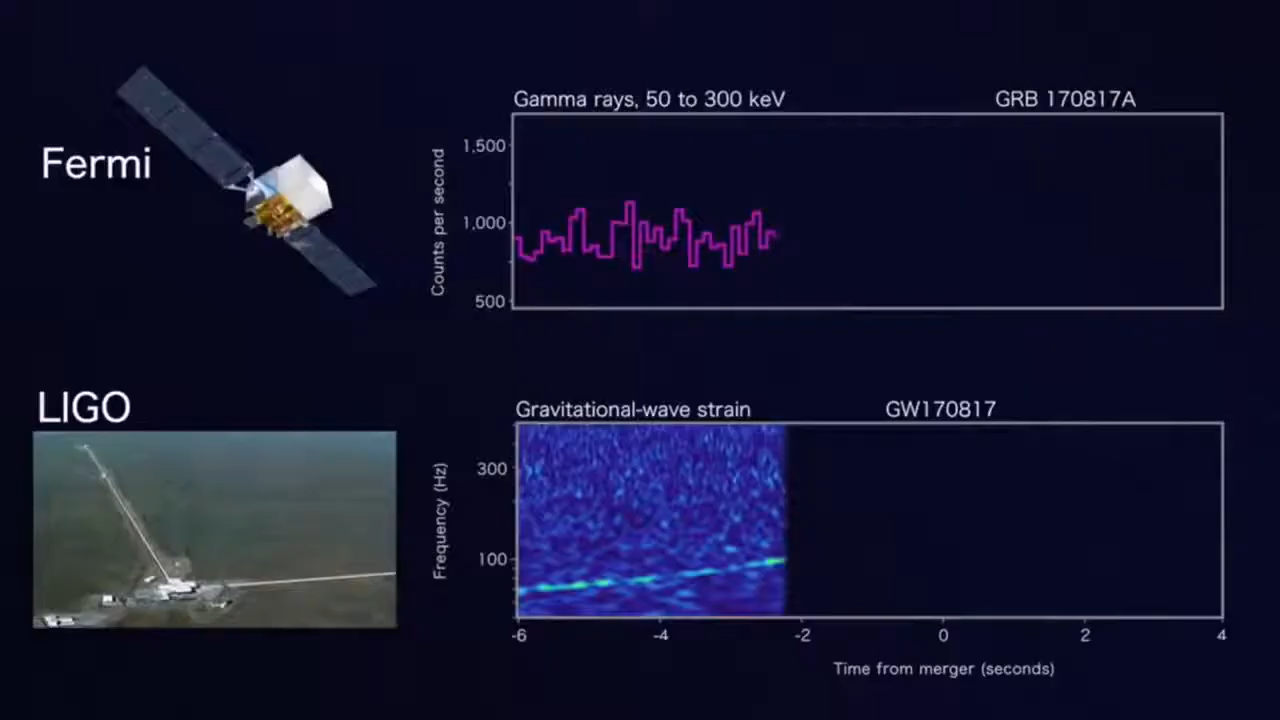 Fermi
Gamma rays, 50 to 300 keV
GRB 170817A
Counts per second
1,500
1,000
500
LIGO
Gravitational-wave strain
GW170817
Frequency (Hz)
300
100
-6
-4
-2
0
2
4
Time from merger (seconds)